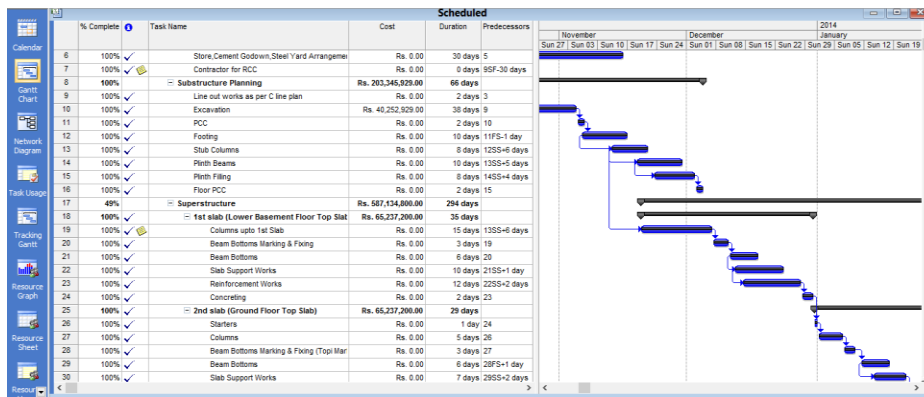 Scheduled
% Complete Task Name Cost Duration Predecessors
2014
November December January
Sun 27 Sun 03 Sun 10 Sun 17 Sun 24 Sun 01 Sun 08 Sun 15 Sun 22 Sun 29 Sun 05 Sun 12 Sun 19
6 100% Store,Cement Godown,Steel Yard Arrangemer Rs. 0.00 30 days 5
7 100% Contractor for RCC Rs. 0.00 0 days 9SF-30 days
8 100% Substructure Planning Rs. 203,345,929.00 66 days
9 100% Line out works as per C line plan Rs. 0.00 2 days 3
10 100% Excavation Rs. 40,252,929.00 38 days 9
11 100% PCC Rs. 0.00 2 days 10
12 100% Footing Rs. 0.00 10 days 11FS-1 day
13 100% Stub Columns Rs. 0.00 8 days 12SS+6 days
14 100% Plinth Beams Rs. 0.00 10 days 13SS+5 days
15 100% Plinth Filling Rs. 0.00 8 days 14SS+4 days
16 100% Floor PCC Rs. 0.00 2 days 15
17 49% Superstructure Rs. 587,134,800.00 294 days
18 100% 1st slab (Lower Basement Floor Top Slat Rs. 65,237,200.00 35 days
19 100% Columns upto 1st Slab Rs. 0.00 15 days 13SS+6 days
20 100% Beam Bottoms Marking & Fixing Rs. 0.00 3 days 19
21 100% Beam Bottoms Rs. 0.00 6 days 20
22 100% Slab Support Works Rs. 0.00 10 days 21SS+1 day
23 100% Reinforcement Works Rs. 0.00 12 days 22SS+2 days
24 100% Concreting Rs. 0.00 2 days 23
25 100% 2nd slab (Ground Floor Top Slab) Rs. 65,237,200.00 29 days
26 100% Starters Rs. 0.00 1 day 24
27 100% Columns Rs. 0.00 5 days 26
28 100% Beam Bottoms Marking & Fixing (Topi Mar Rs. 0.00 3 days 27
29 100% Beam Bottoms Rs. 0.00 6 days 28FS+1 day
30 100% Slab Support Works Rs. 0.00 7 days 29SS+2 days
Calendar
Gantt
Chart
Network
Diagram
Task Usage
Tracking
Gantt
Resource
Graph
Resource
Sheet